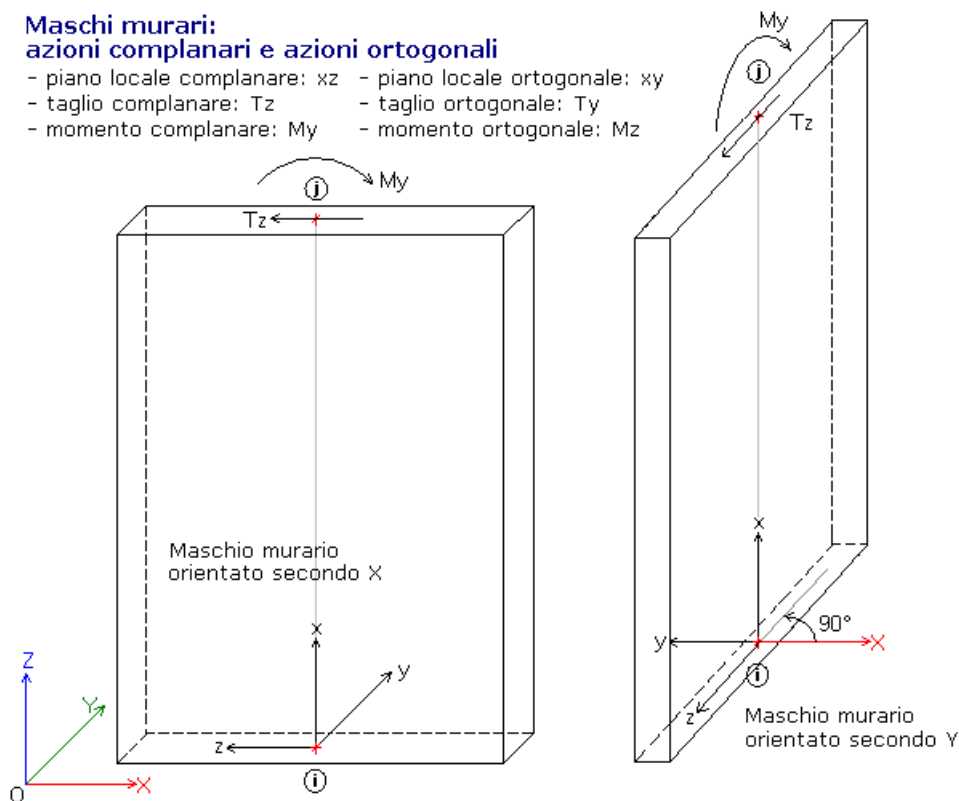 Maschi murari:
azioni complanari e azioni ortogonali
- piano locale complanare: xz - piano locale ortogonale: xy
- taglio complanare: Tz - taglio ortogonale: Ty
- momento complanare: My - momento ortogonale: Mz
My
j
Tz
My
j
Tz
Maschio murario
orientato secondo X
x
y
z
i
Z
Y
X
O
x
90°
y
X
i
z
Maschio murario
orientato secondo Y